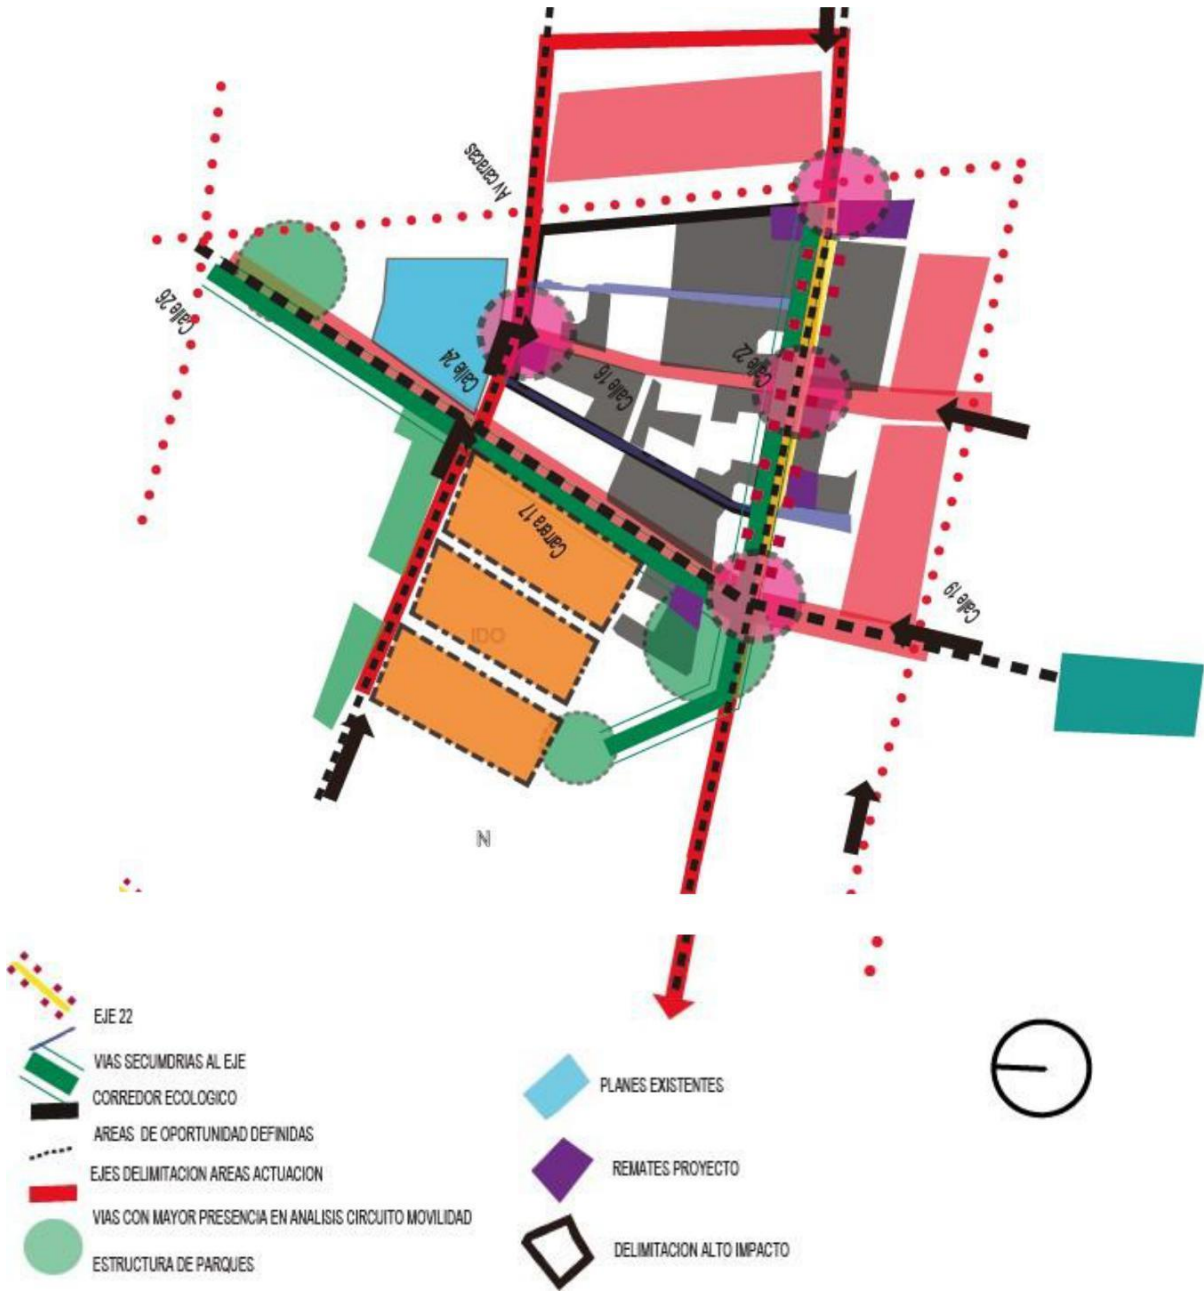 Av caracas
Calle 26
Calle 24
Calle 16
Calle 22
Carrera 17
IDO
Calle 19
N
EJE 22
VIAS SECUMDRIAS AL EJE
CORREDOR ECOLOGICO
AREAS DE OPORTUNIDAD DEFINIDAS
EJES DELIMITACION AREAS ACTUACION
VIAS CON MAYOR PRESENCIA EN ANALISIS CIRCUITO MOVILIDAD
ESTRUCTURA DE PARQUES
PLANES EXISTENTES
REMATES PROYECTO
DELIMITACION ALTO IMPACTO